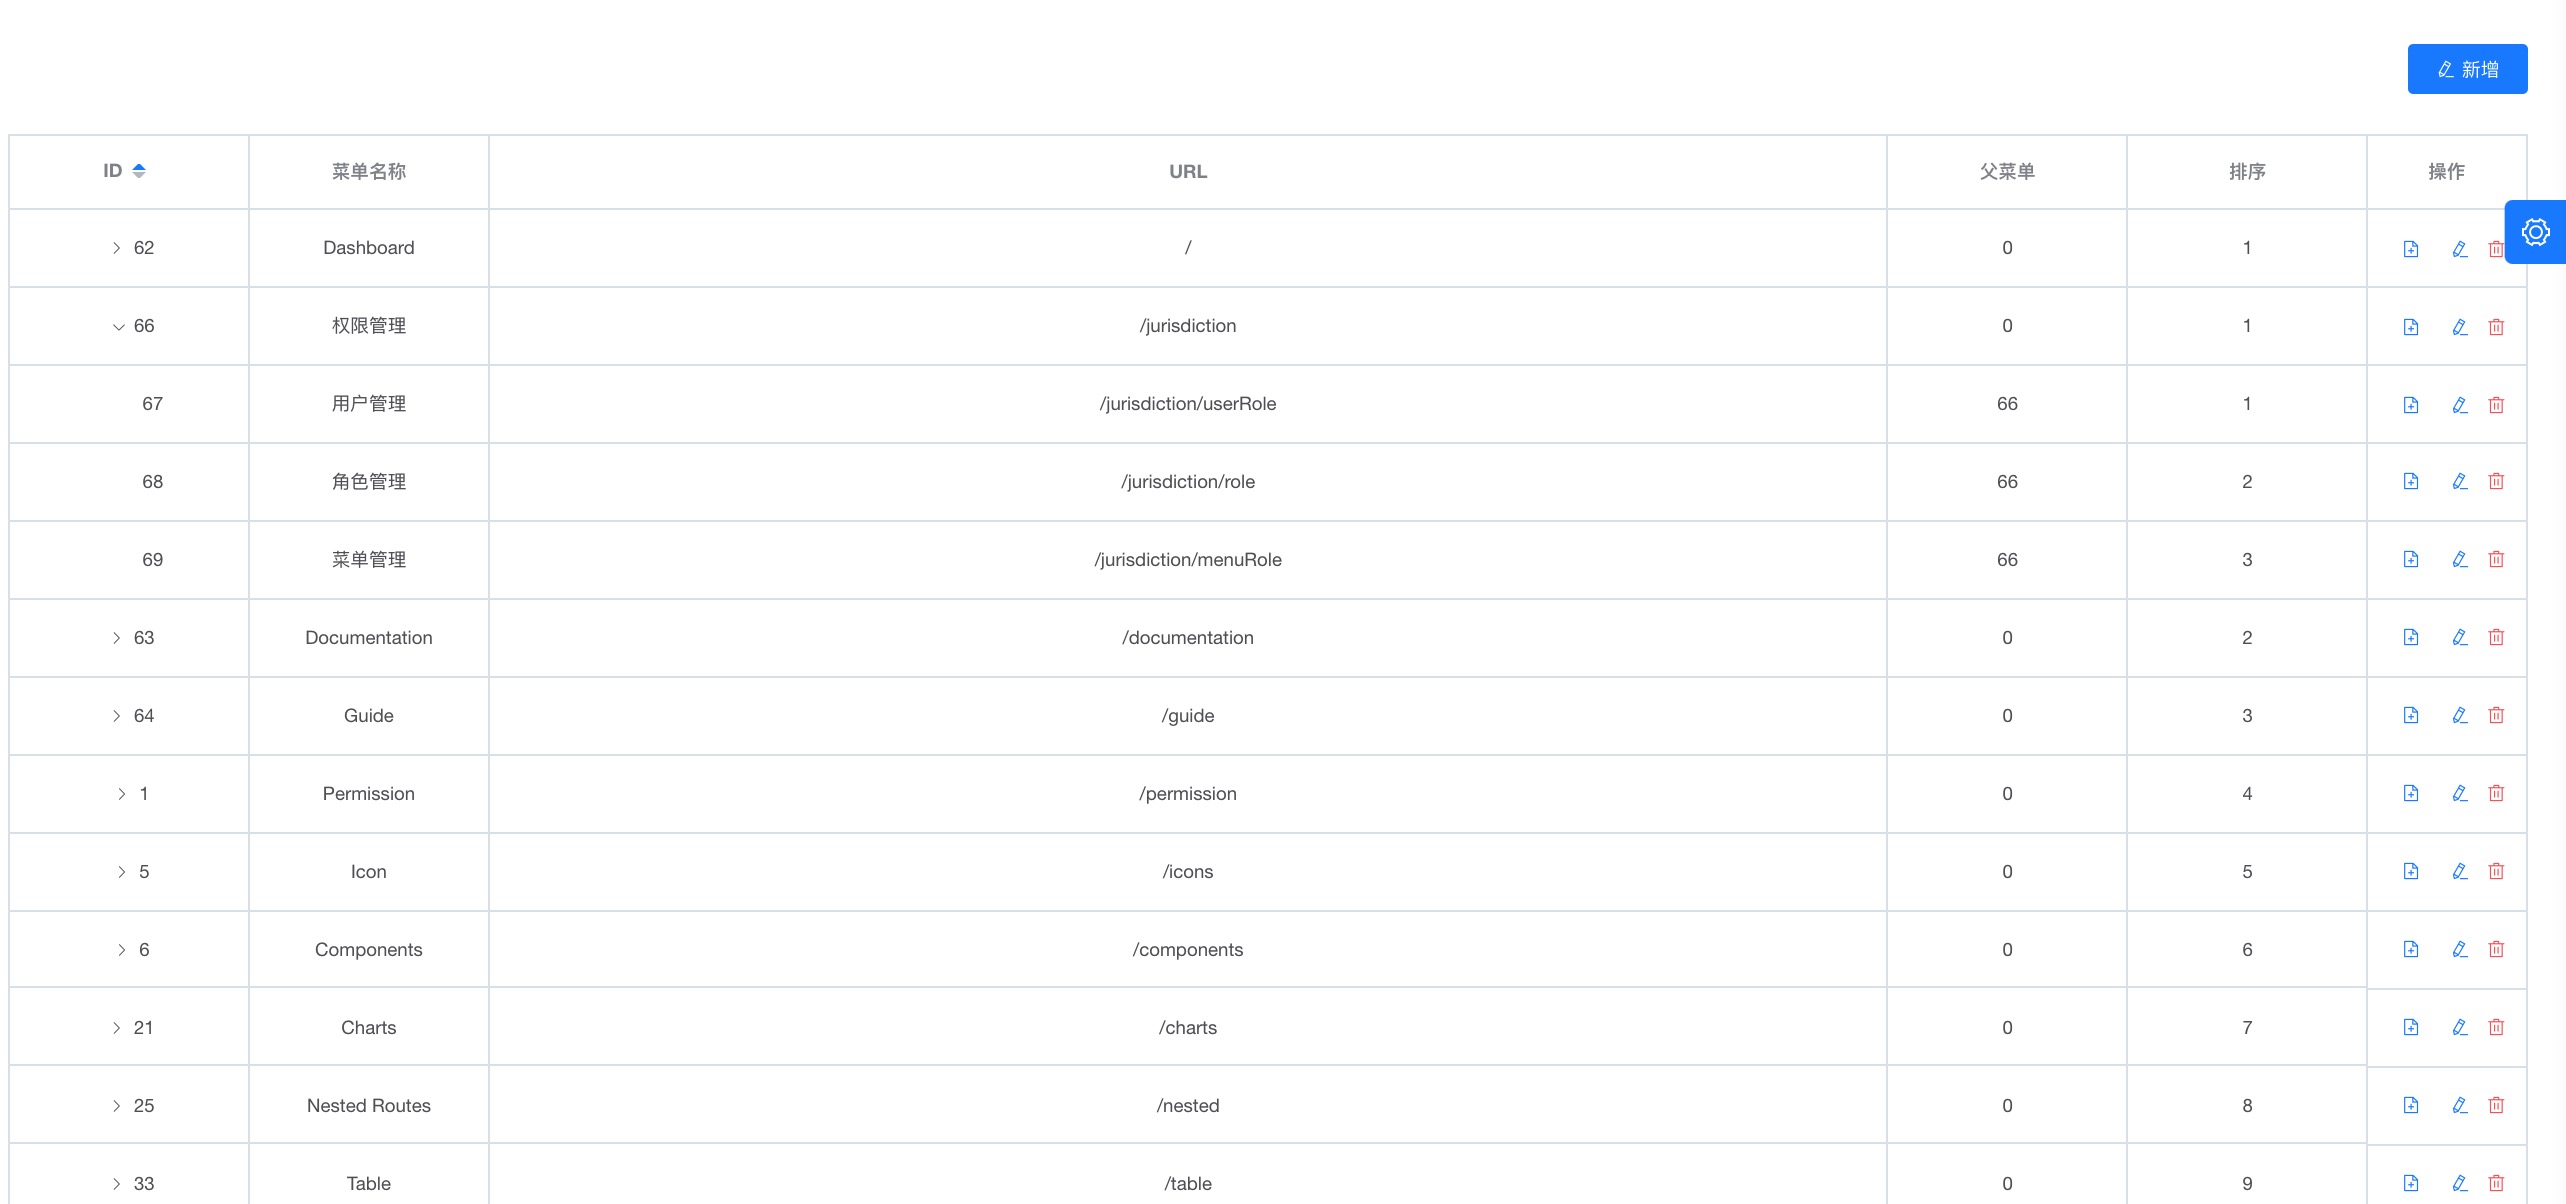 新增
ID 菜单名称 URL 父菜单 排序 操作
62 Dashboard / 0 1
66 权限管理 /jurisdiction 0 1
67 用户管理 /jurisdiction/userRole 66 1
68 角色管理 /jurisdiction/role 66 2
69 菜单管理 /jurisdiction/menuRole 66 3
63 Documentation /documentation 0 2
64 Guide /guide 0 3
1 Permission /permission 0 4
5 Icon /icons 0 5
6 Components /components 0 6
21 Charts /charts 0 7
25 Nested Routes /nested 0 8
33 Table /table 0 9